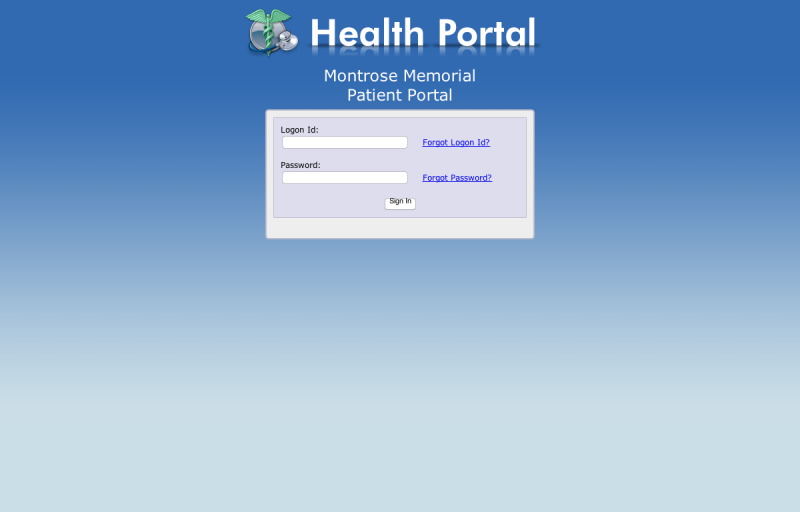 Health Portal
Montrose Memorial
Patient Portal
Logon Id:
Forgot Logon Id?
Password:
Forgot Password?
Sign In